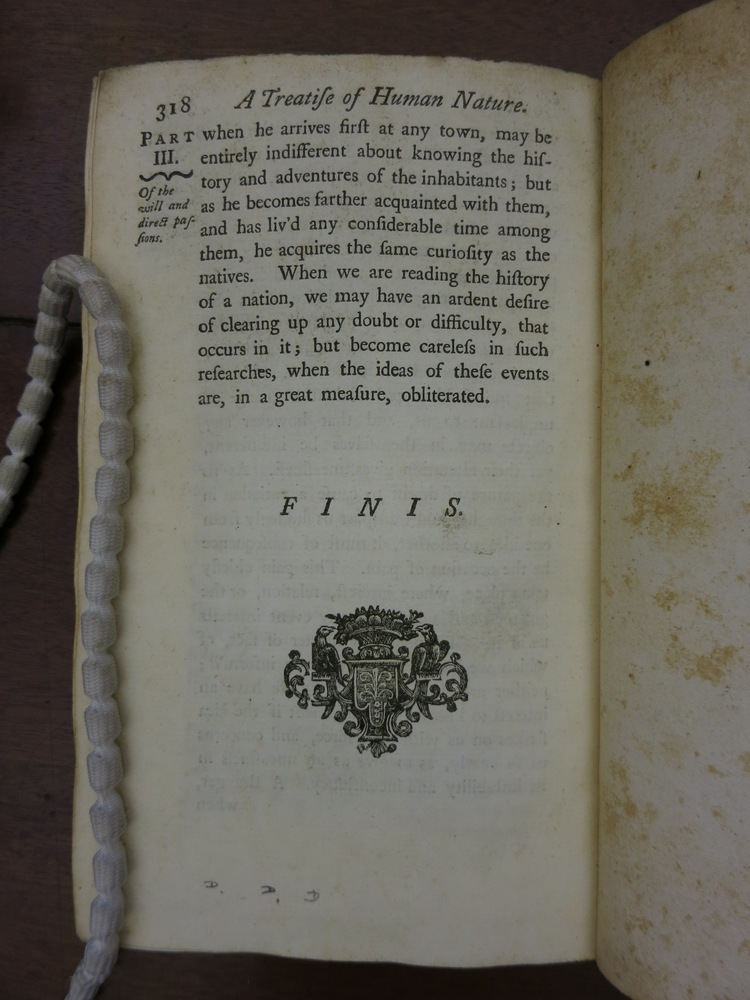 318 A Treatiſe of Human Nature.
PART
III.
Of the
will and
direct paſ-
ſions.
when he arrives firſt at any town, may be
entirely indifferent about knowing the hiſ-
tory and adventures of the inhabitants; but
as he becomes farther acquainted with them,
and has liv'd any conſiderable time among
them, he acquires the ſame curioſity as the
natives. When we are reading the hiſtory
of a nation, we may have an ardent deſire
of clearing up any doubt or difficulty, that
occurs in it; but become careleſs in ſuch
reſearches, when the ideas of theſe events
are, in a great meaſure, obliterated.
FINIS.